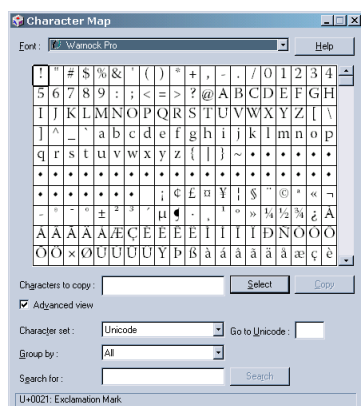 Character Map
Font : Warnock Pro Help
! " # $ % & ' ( ) * + , - . / 0 1 2 3 4
5 6 7 8 9 : ; < = > ? @ A B C D E F G H
I J K L M N O P Q R S T U V W X Y Z [ \
] ^ _ ` a b c d e f g h i j k l m n o p
q r s t u v w x y z { | } ~
¡ ¢ £ ¤ ¥ ¦ § ¨ © ª « ¬
- ® ¯ ° ± ² ³ ´ µ ¶ · ¸ ¹ º » ¼ ½ ¾ ¿ À
Á Â Ã Ä Å Æ Ç È É Ê Ë Ì Í Î Ï Ð Ñ Ò Ó Ô
Õ Ö × Ø Ù Ú Û Ü Ý Þ ß à á â ã ä å æ ç è
Characters to copy : Select Copy
Advanced view
Character set : Unicode Go to Unicode :
Group by : All
Search for : Search
U+0021: Exclamation Mark